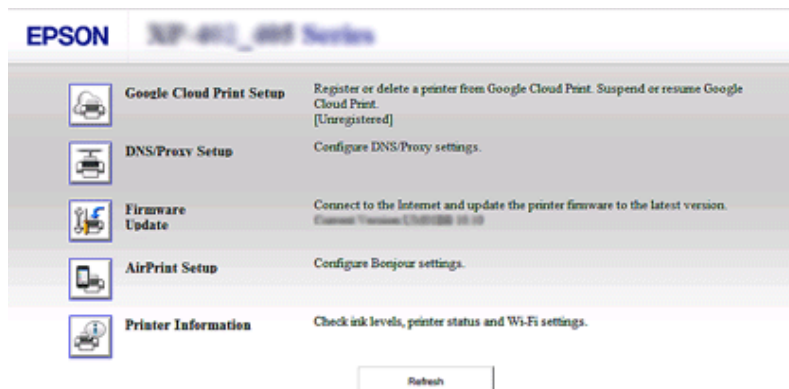 EPSON
Series
Google Cloud Print Setup
Register or delete a printer from Google Cloud Print. Suspend or resume Google
Cloud Print.
[Unregistered]
DNS/Proxy Setup
Configure DNS/Proxy settings.
Firmware
Update
Connect to the Internet and update the printer firmware to the latest version.
AirPrint Setup
Configure Bonjour settings.
Printer Information
Check ink levels, printer status and Wi-Fi settings.
Refresh